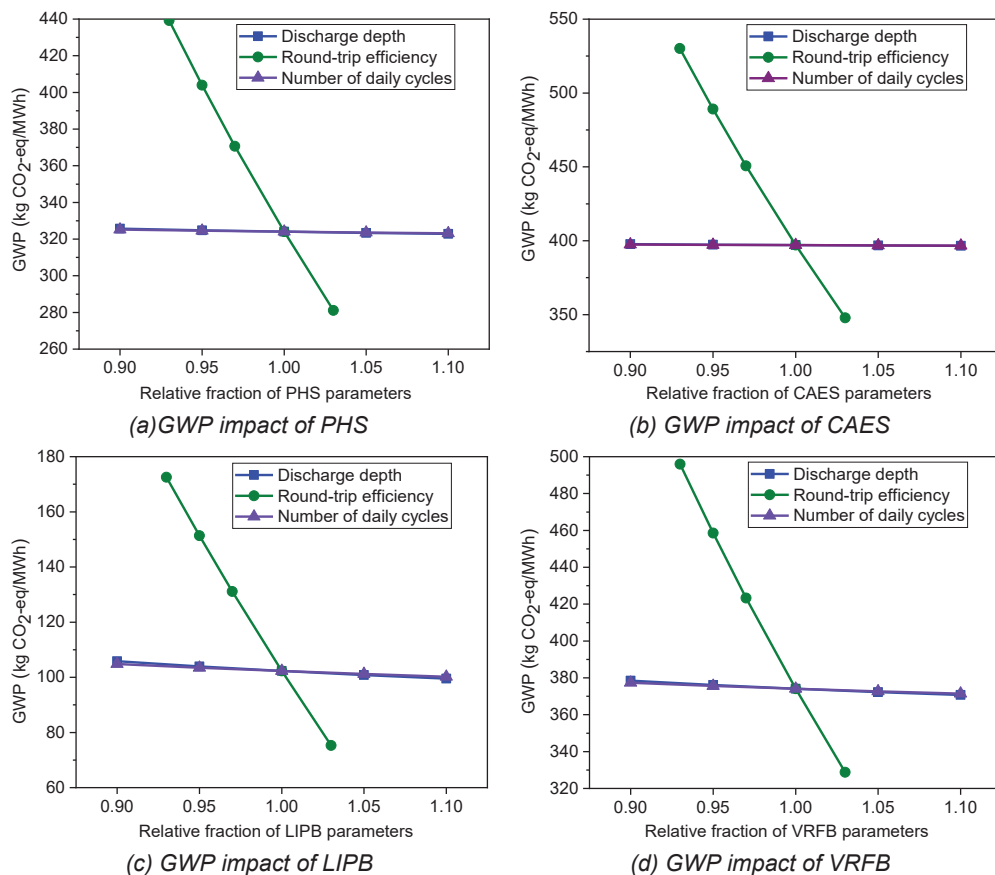 440
420
400
380
360
340
320
300
280
260
GWP (kg CO2-eq/MWh)
Discharge depth
Round-trip efficiency
Number of daily cycles
0.90 0.95 1.00 1.05 1.10
Relative fraction of PHS parameters
(a)GWP impact of PHS
550
500
450
400
350
GWP (kg CO2-eq/MWh)
Discharge depth
Round-trip efficiency
Number of daily cycles
0.90 0.95 1.00 1.05 1.10
Relative fraction of CAES parameters
(b) GWP impact of CAES
180
160
140
120
100
80
60
GWP (kg CO2-eq/MWh)
Discharge depth
Round-trip efficiency
Number of daily cycles
0.90 0.95 1.00 1.05 1.10
Relative fraction of LIPB parameters
(c) GWP impact of LIPB
500
480
460
440
420
400
380
360
340
320
GWP (kg CO2-eq/MWh)
Discharge depth
Round-trip efficiency
Number of daily cycles
0.90 0.95 1.00 1.05 1.10
Relative fraction of VRFB parameters
(d) GWP impact of VRFB